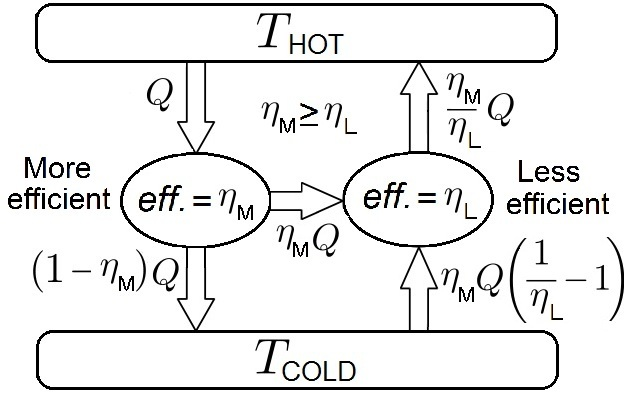 T_HOT
Q
η_M ≥ η_L
η_M/η_L Q
More
efficient
eff. = η_M
η_M Q
eff. = η_L
Less
efficient
(1 − η_M)Q
η_M Q(1/η_L − 1)
T_COLD